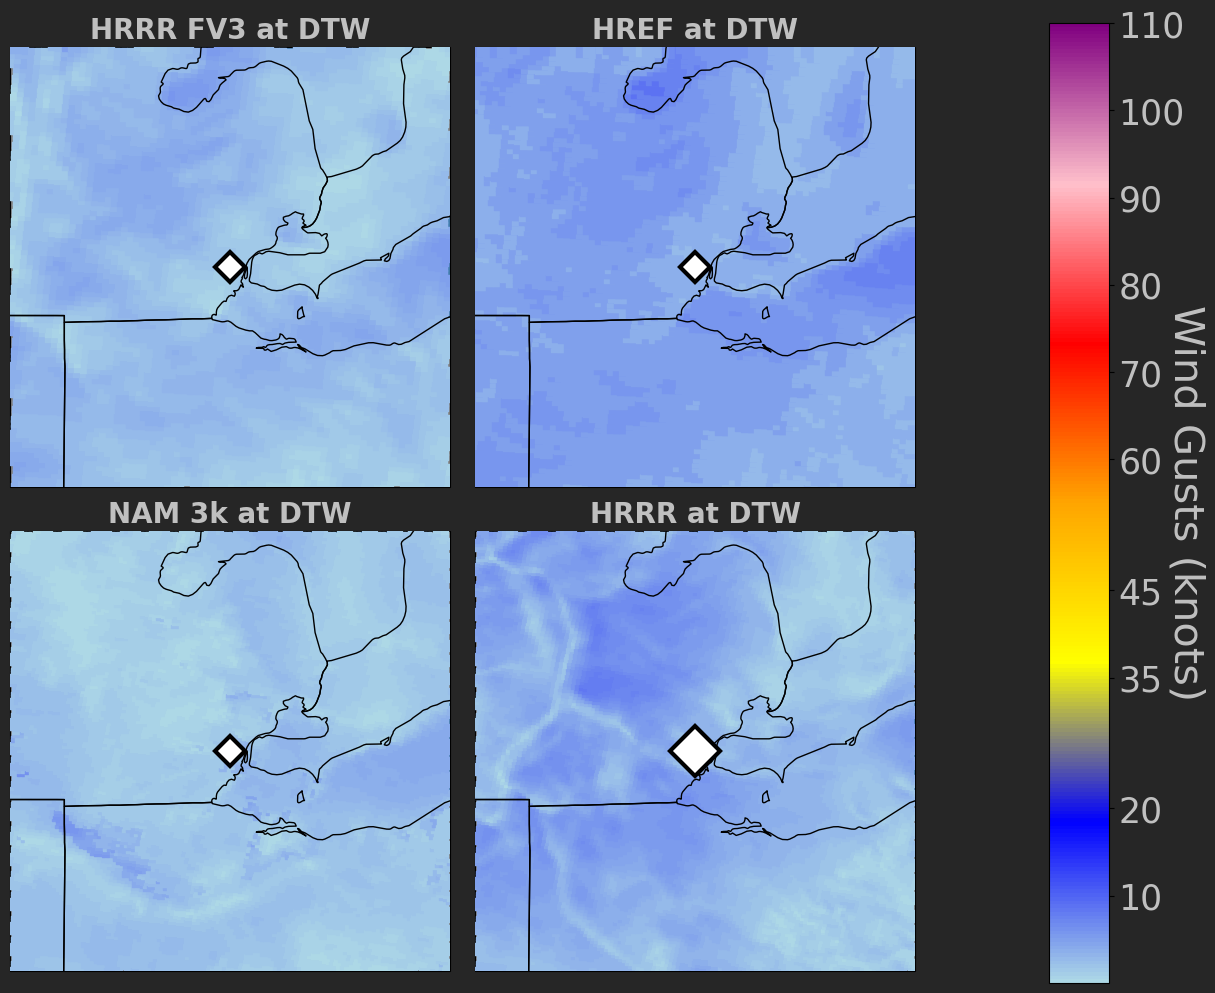 HRRR FV3 at DTW
HREF at DTW
NAM 3k at DTW
HRRR at DTW
110
100
90
80
70
60
45
35
20
10
Wind Gusts (knots)